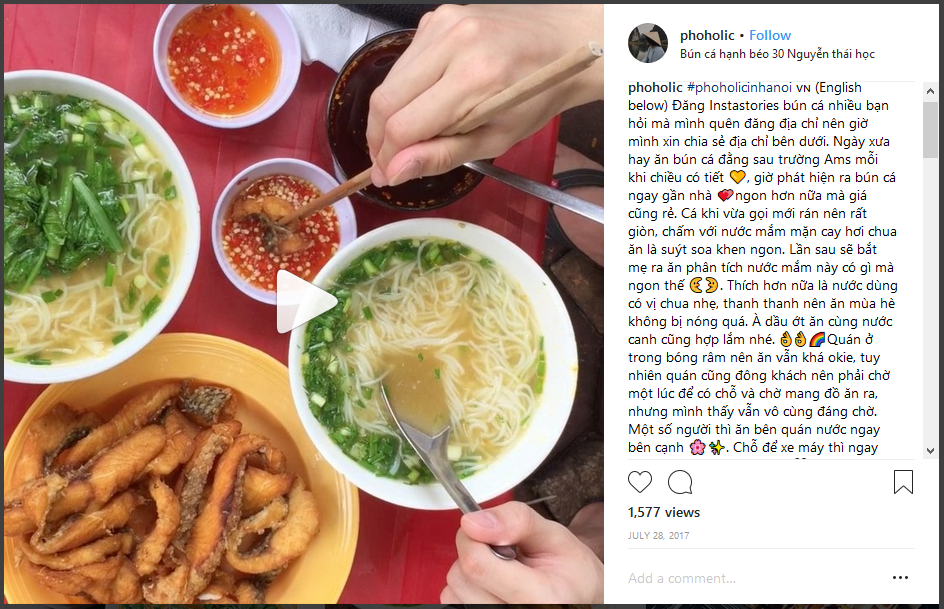 phoholic • Follow
Bún cá hạnh béo 30 Nguyễn thái học
phoholic #phoholicinhanoi VN (English
below) Đăng Instastories bún cá nhiều bạn
hỏi mà mình quên đăng địa chỉ nên giờ
mình xin chia sẻ địa chỉ bên dưới. Ngày xưa
hay ăn bún cá đằng sau trường Ams mỗi
khi chiều có tiết 💛, giờ phát hiện ra bún cá
ngay gần nhà 💕ngon hơn nữa mà giá
cũng rẻ. Cá khi vừa gọi mới rán nên rất
giòn, chấm với nước mắm mặn cay hơi chua
ăn là suýt soa khen ngon. Lần sau sẽ bắt
mẹ ra ăn phân tích nước mắm này có gì mà
ngon thế 🌜🌛. Thích hơn nữa là nước dùng
có vị chua nhẹ, thanh thanh nên ăn mùa hè
không bị nóng quá. À dầu ớt ăn cùng nước
canh cũng hợp lắm nhé. 👌👌🌈Quán ở
trong bóng râm nên ăn vẫn khá okie, tuy
nhiên quán cũng đông khách nên phải chờ
một lúc để có chỗ và chờ mang đồ ăn ra,
nhưng mình thấy vẫn vô cùng đáng chờ.
Một số người thì ăn bên quán nước ngay
bên cạnh 🌸✨. Chỗ để xe máy thì ngay
1,577 views
JULY 28, 2017
Add a comment...